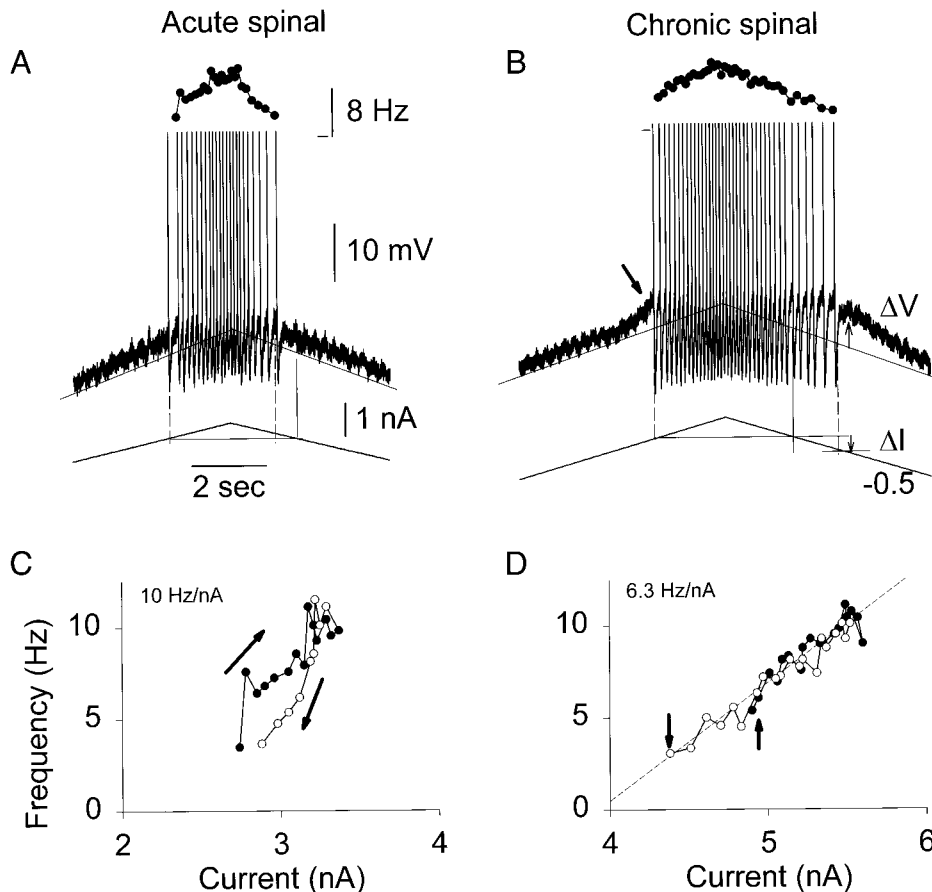 Acute spinal
Chronic spinal
A
B
8 Hz
10 mV
ΔV
1 nA
ΔI
2 sec
-0.5
C
D
10 Hz/nA
6.3 Hz/nA
Frequency (Hz)
10
5
0
10
5
0
2
3
4
4
5
6
Current (nA)
Current (nA)